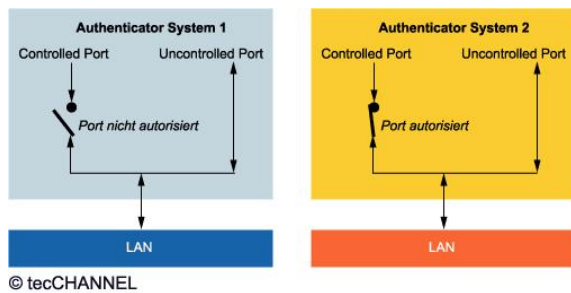 Authenticator System 1
Controlled Port Uncontrolled Port
Port nicht autorisiert
LAN
Authenticator System 2
Controlled Port Uncontrolled Port
Port autorisiert
LAN
© tecCHANNEL